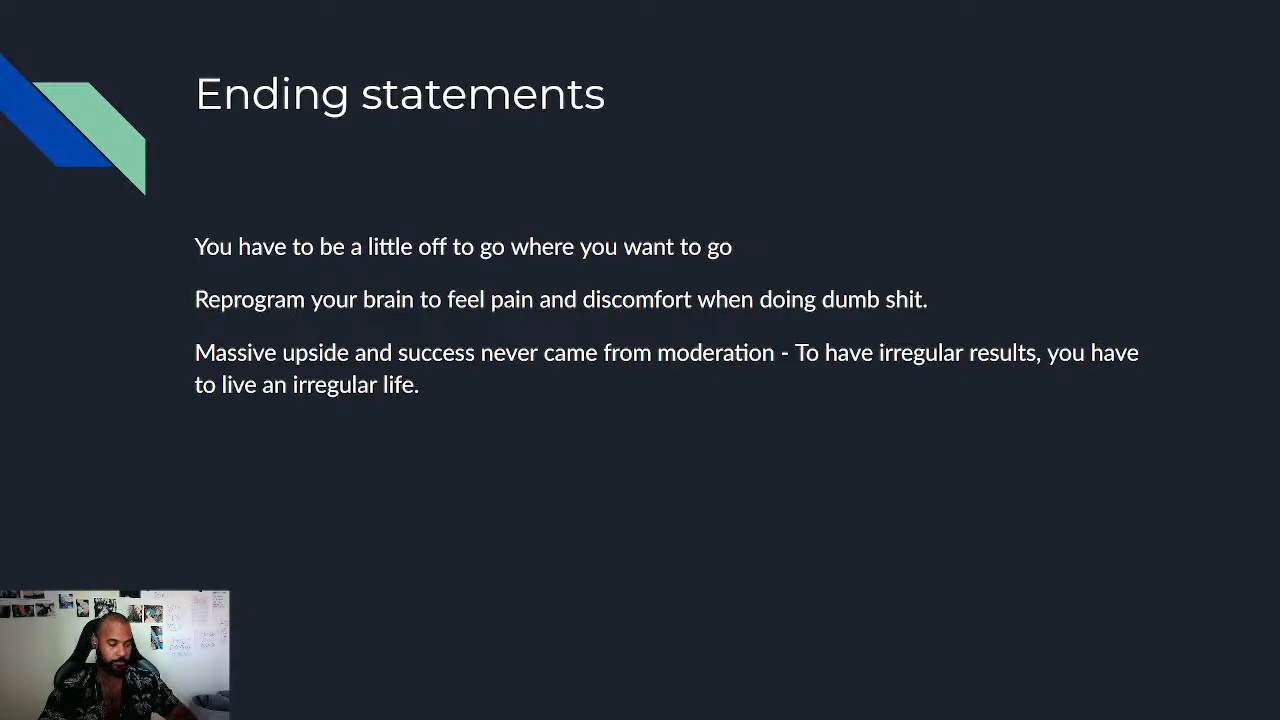 Ending statements
You have to be a little off to go where you want to go
Reprogram your brain to feel pain and discomfort when doing dumb shit.
Massive upside and success never came from moderation - To have irregular results, you have
to live an irregular life.